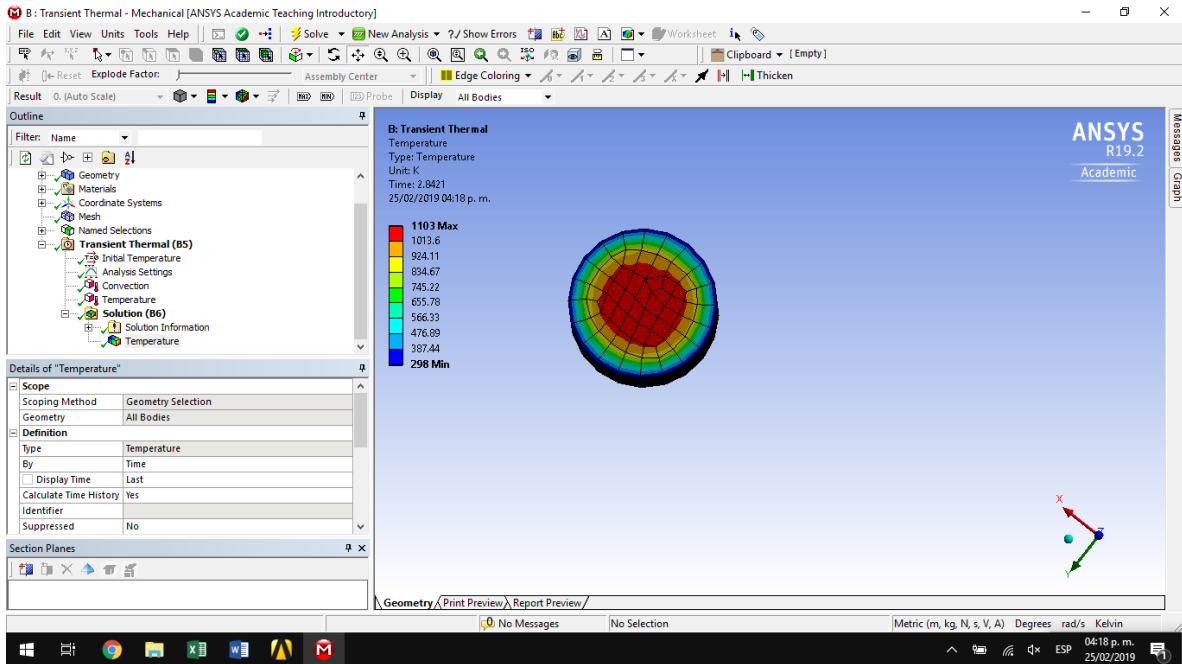 B : Transient Thermal - Mechanical [ANSYS Academic Teaching Introductory]
File Edit View Units Tools Help Solve New Analysis ?/ Show Errors Worksheet
Clipboard [Empty]
Reset Explode Factor: Assembly Center Edge Coloring Thicken
Result 0. (Auto Scale) Probe Display All Bodies
Outline
Filter: Name
Geometry
Materials
Coordinate Systems
Mesh
Named Selections
Transient Thermal (B5)
Initial Temperature
Analysis Settings
Convection
Temperature
Solution (B6)
Solution Information
Temperature
Details of "Temperature"
Scope
Scoping Method Geometry Selection
Geometry All Bodies
Definition
Type Temperature
By Time
Display Time Last
Calculate Time History Yes
Identifier
Suppressed No
Section Planes
B: Transient Thermal
Temperature
Type: Temperature
Unit: K
Time: 2.8421
25/02/2019 04:18 p. m.
1103 Max
1013.6
924.11
834.67
745.22
655.78
566.33
476.89
387.44
298 Min
ANSYS
R19.2
Academic
Messages
Graph
X
Z
Y
Geometry Print Preview Report Preview
No Messages No Selection Metric (m, kg, N, s, V, A) Degrees rad/s Kelvin
ESP 04:18 p. m.
25/02/2019